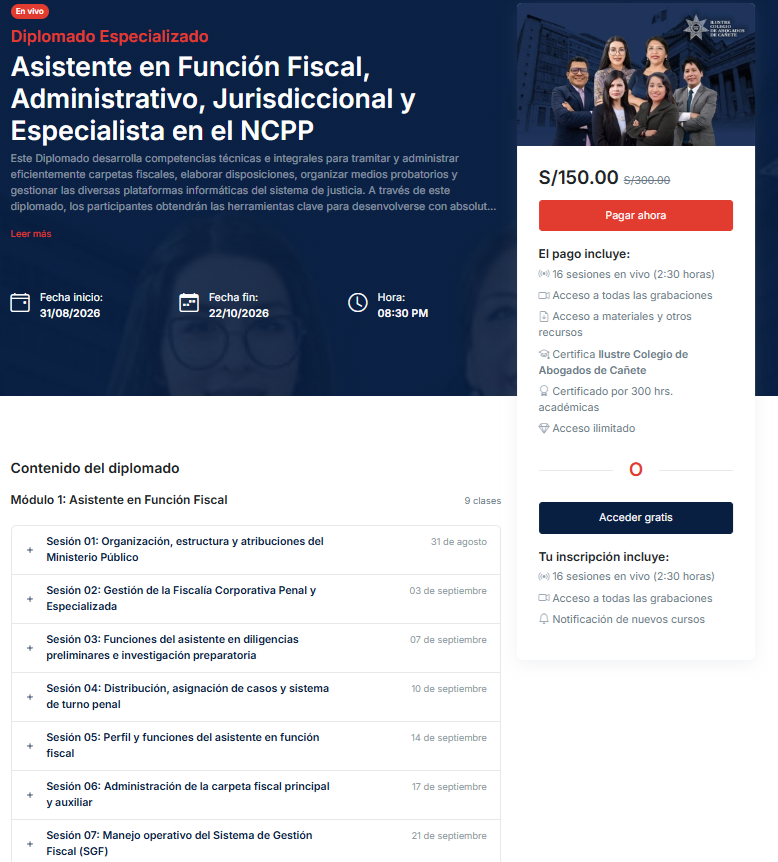 En vivo
Diplomado Especializado
Asistente en Función Fiscal,
Administrativo, Jurisdiccional y
Especialista en el NCPP
Este Diplomado desarrolla competencias técnicas e integrales para tramitar y administrar
eficientemente carpetas fiscales, elaborar disposiciones, organizar medios probatorios y
gestionar las diversas plataformas informáticas del sistema de justicia. A través de este
diplomado, los participantes obtendrán las herramientas clave para desenvolverse con absolut...
Leer más
Fecha inicio:
31/08/2026
Fecha fin:
22/10/2026
Hora:
08:30 PM
ILUSTRE
COLEGIO
DE ABOGADOS
DE CAÑETE
S/150.00 S/300.00
Pagar ahora
El pago incluye:
16 sesiones en vivo (2:30 horas)
Acceso a todas las grabaciones
Acceso a materiales y otros
recursos
Certifica Ilustre Colegio de
Abogados de Cañete
Certificado por 300 hrs.
académicas
Acceso ilimitado
O
Acceder gratis
Tu inscripción incluye:
16 sesiones en vivo (2:30 horas)
Acceso a todas las grabaciones
Notificación de nuevos cursos
Contenido del diplomado
Módulo 1: Asistente en Función Fiscal
9 clases
+ Sesión 01: Organización, estructura y atribuciones del
Ministerio Público
31 de agosto
+ Sesión 02: Gestión de la Fiscalía Corporativa Penal y
Especializada
03 de septiembre
+ Sesión 03: Funciones del asistente en diligencias
preliminares e investigación preparatoria
07 de septiembre
+ Sesión 04: Distribución, asignación de casos y sistema
de turno penal
10 de septiembre
+ Sesión 05: Perfil y funciones del asistente en función
fiscal
14 de septiembre
+ Sesión 06: Administración de la carpeta fiscal principal
y auxiliar
17 de septiembre
+ Sesión 07: Manejo operativo del Sistema de Gestión
Fiscal (SGF)
21 de septiembre